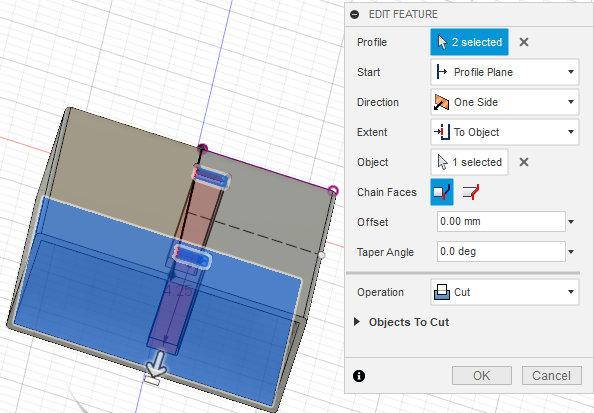 EDIT FEATURE
Profile 2 selected
Start Profile Plane
Direction One Side
Extent To Object
Object 1 selected
Chain Faces
Offset 0.00 mm
Taper Angle 0.0 deg
Operation Cut
Objects To Cut
OK Cancel